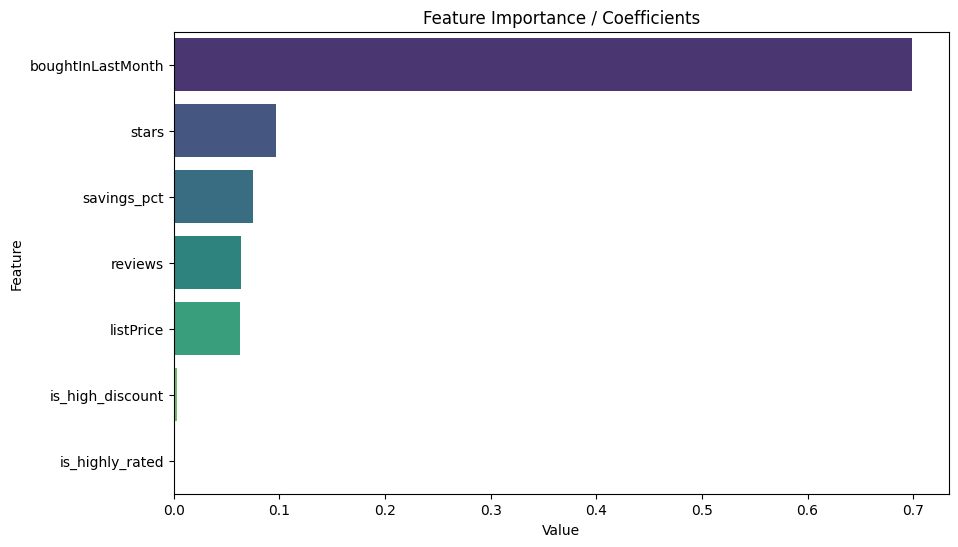 Feature Importance / Coefficients
Feature
boughtInLastMonth
stars
savings_pct
reviews
listPrice
is_high_discount
is_highly_rated
0.0 0.1 0.2 0.3 0.4 0.5 0.6 0.7
Value